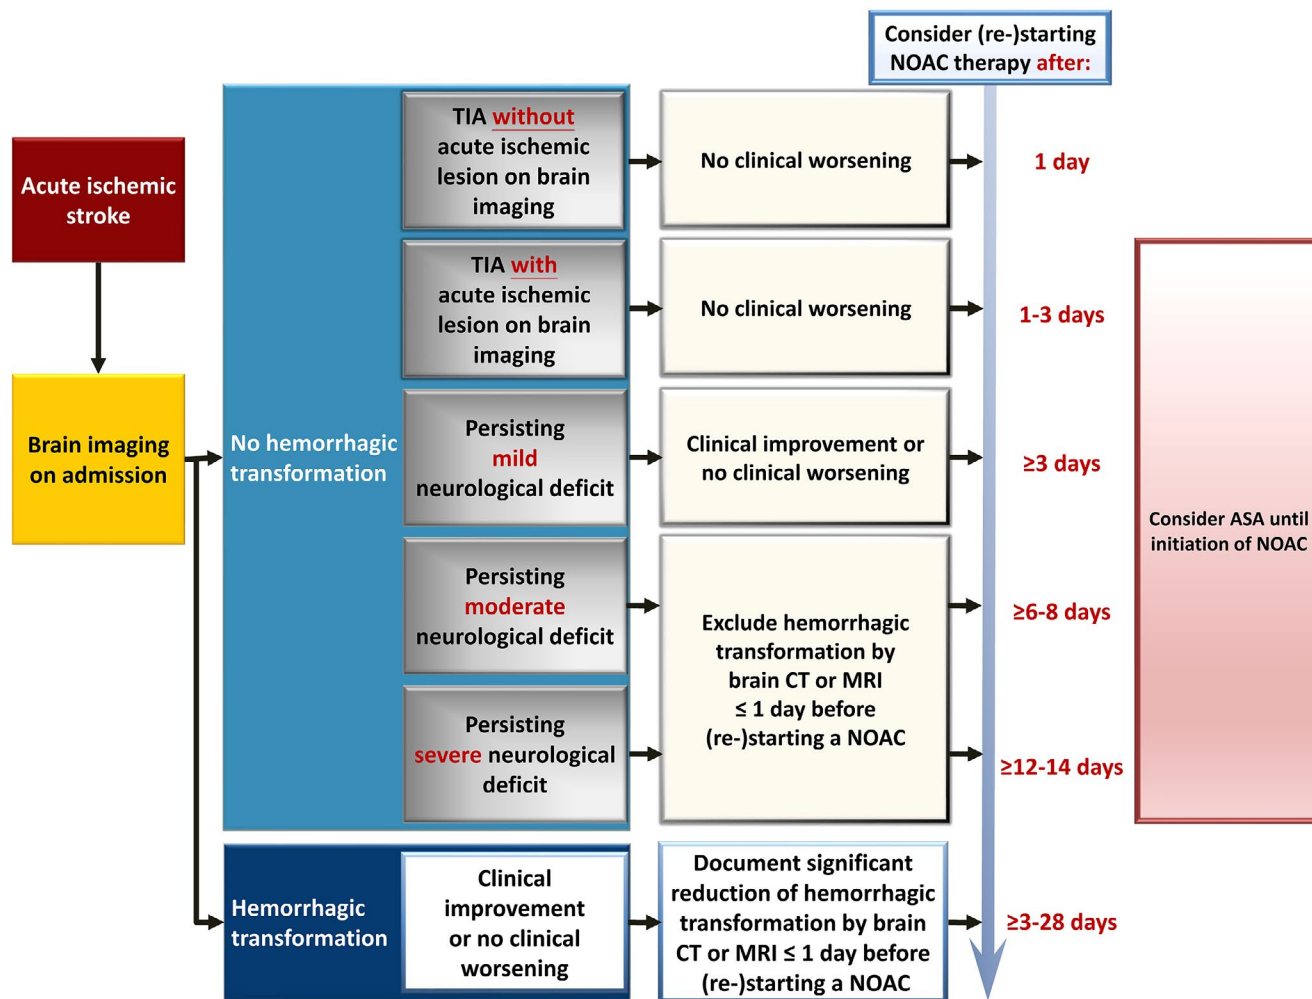 Consider (re-)starting
NOAC therapy after:
Acute ischemic
stroke
Brain imaging
on admission
No hemorrhagic
transformation
TIA without
acute ischemic
lesion on brain
imaging
No clinical worsening
1 day
TIA with
acute ischemic
lesion on brain
imaging
No clinical worsening
1-3 days
Persisting
mild
neurological deficit
Clinical improvement or
no clinical worsening
≥3 days
Persisting
moderate
neurological deficit
≥6-8 days
Exclude hemorrhagic
transformation by
brain CT or MRI
≤ 1 day before
(re-)starting a NOAC
Persisting
severe neurological
deficit
≥12-14 days
Consider ASA until
initiation of NOAC
Hemorrhagic
transformation
Clinical
improvement
or no clinical
worsening
Document significant
reduction of hemorrhagic
transformation by brain
CT or MRI ≤ 1 day before
(re-)starting a NOAC
≥3-28 days